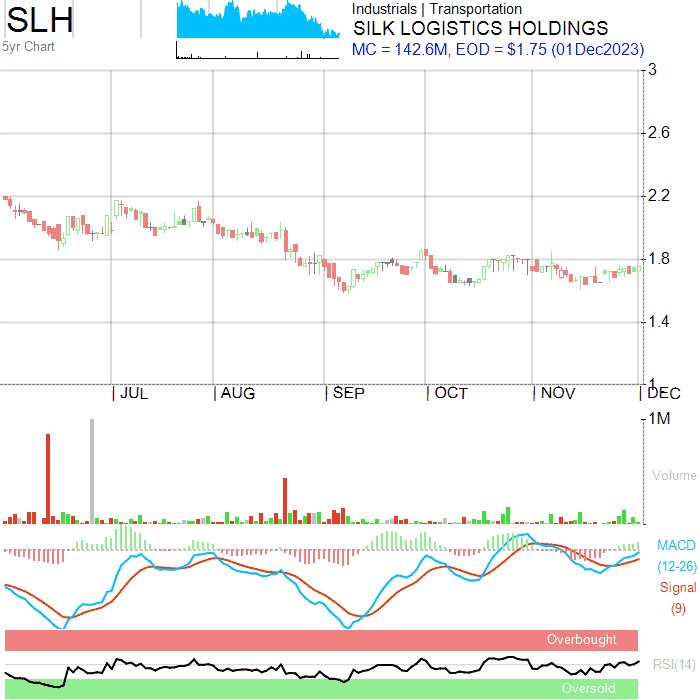 SLH
5yr Chart
Industrials | Transportation
SILK LOGISTICS HOLDINGS
MC = 142.6M, EOD = $1.75 (01Dec2023)
3
2.6
2.2
1.8
1.4
1
| JUL | AUG | SEP | OCT | NOV | DEC
1M
Volume
MACD
(12-26)
Signal
(9)
Overbought
RSI(14)
Oversold